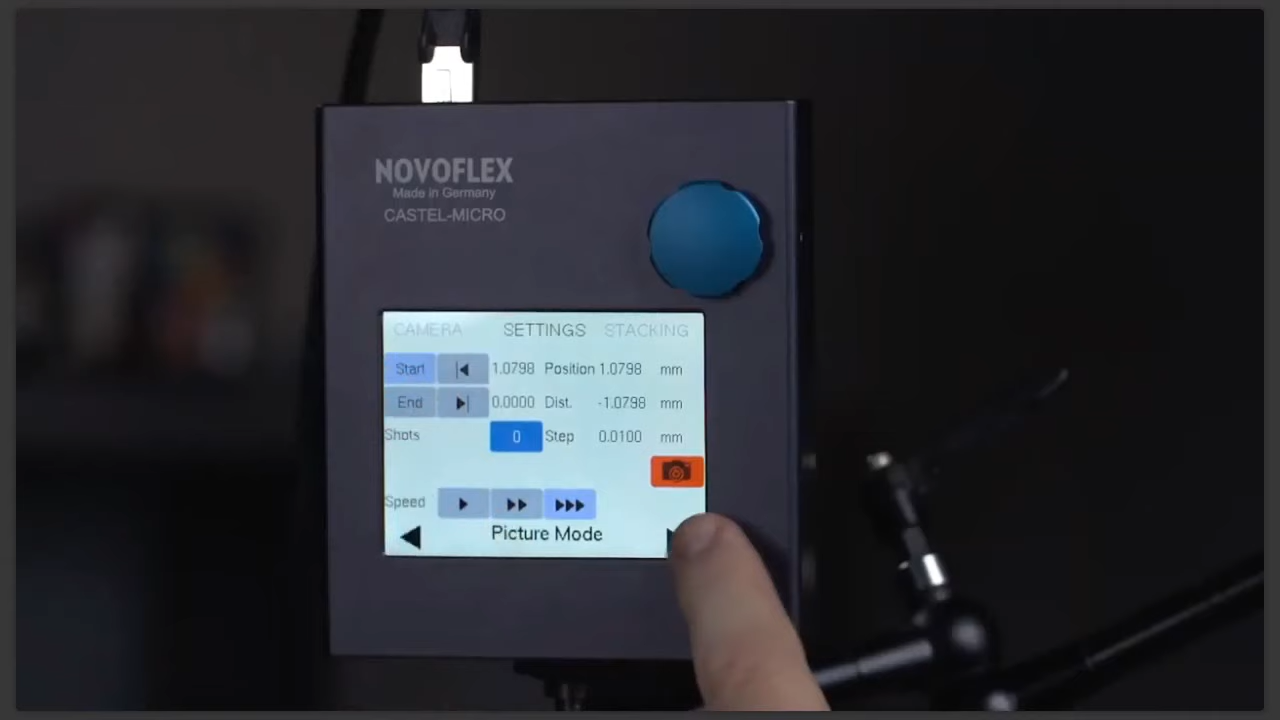 NOVOFLEX
Made in Germany
CASTEL-MICRO
CAMERA SETTINGS STACKING
Start 1.0798 Position 1.0798 mm
End 0.0000 Dist. -1.0798 mm
Shots 0 Step 0.0100 mm
Speed
Picture Mode